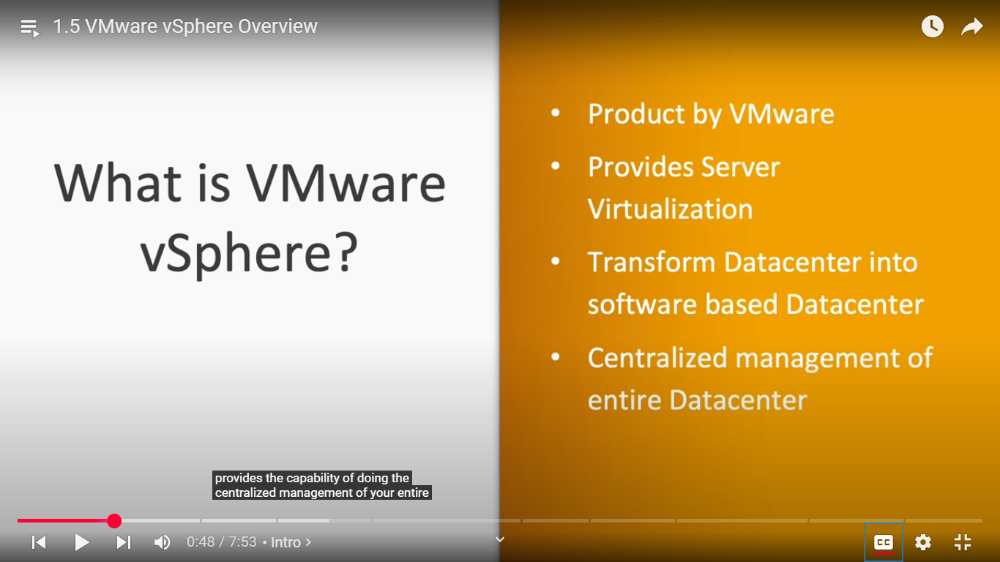 1.5 VMware vSphere Overview
What is VMware
vSphere?
• Product by VMware
• Provides Server
Virtualization
• Transform Datacenter into
software based Datacenter
• Centralized management of
entire Datacenter
provides the capability of doing the
centralized management of your entire
0:48 / 7:53 • Intro
CC